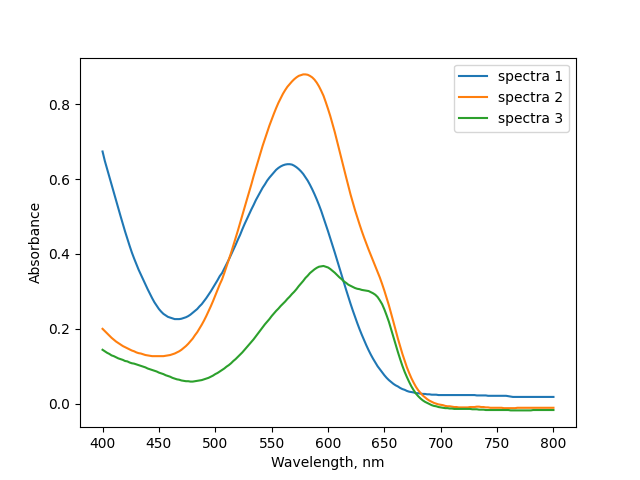 spectra 1
spectra 2
spectra 3
Absorbance
0.8
0.6
0.4
0.2
0.0
400 450 500 550 600 650 700 750 800
Wavelength, nm